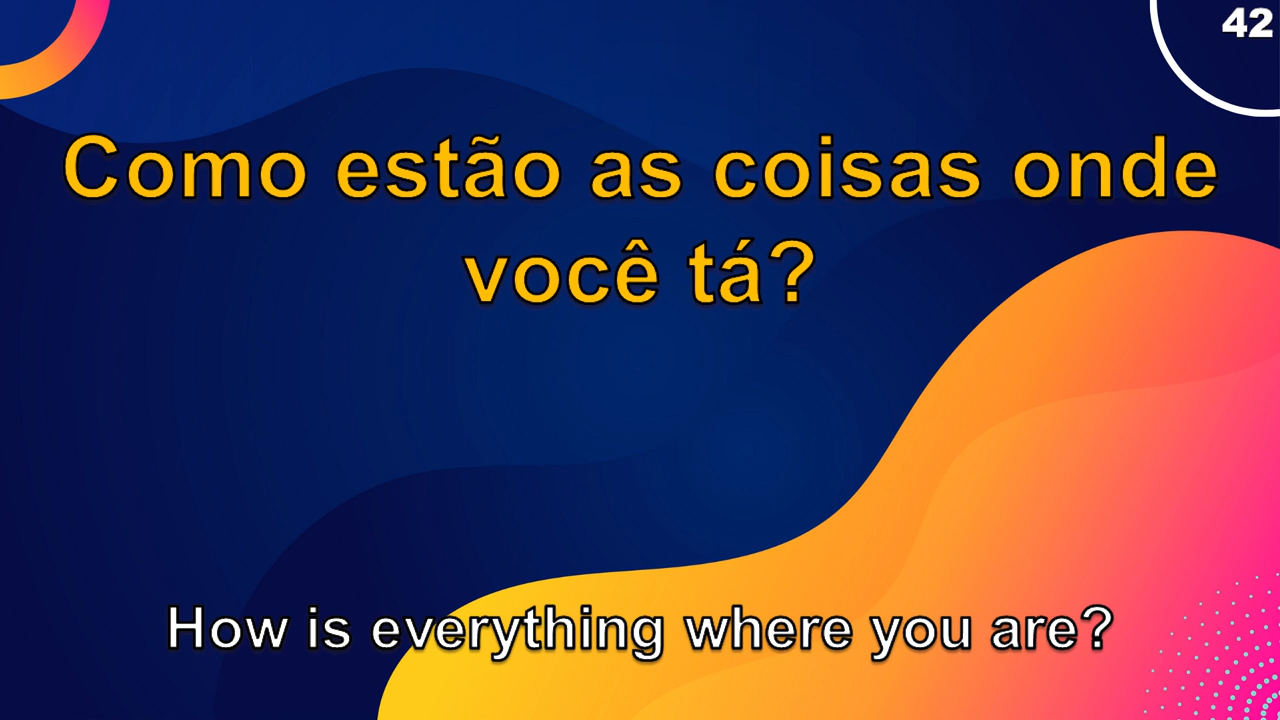 42
Como estão as coisas onde
você tá?
How is everything where you are?